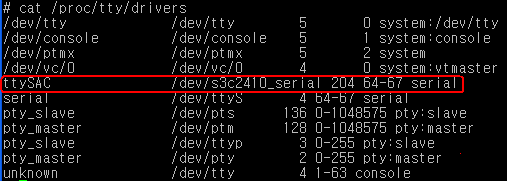 # cat /proc/tty/drivers
/dev/tty /dev/tty 5 0 system:/dev/tty
/dev/console /dev/console 5 1 system:console
/dev/ptmx /dev/ptmx 5 2 system
/dev/vc/0 /dev/vc/0 4 0 system:vtmaster
ttySAC /dev/s3c2410_serial 204 64-67 serial
serial /dev/ttyS 4 64-67 serial
pty_slave /dev/pts 136 0-1048575 pty:slave
pty_master /dev/ptm 128 0-1048575 pty:master
pty_slave /dev/ttyp 3 0-255 pty:slave
pty_master /dev/pty 2 0-255 pty:master
unknown /dev/tty 4 1-63 console